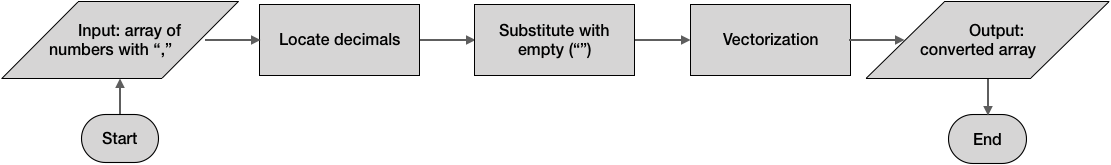 Input: array of
numbers with “,”
Locate decimals
Substitute with
empty (“”)
Vectorization
Output:
converted array
Start
End